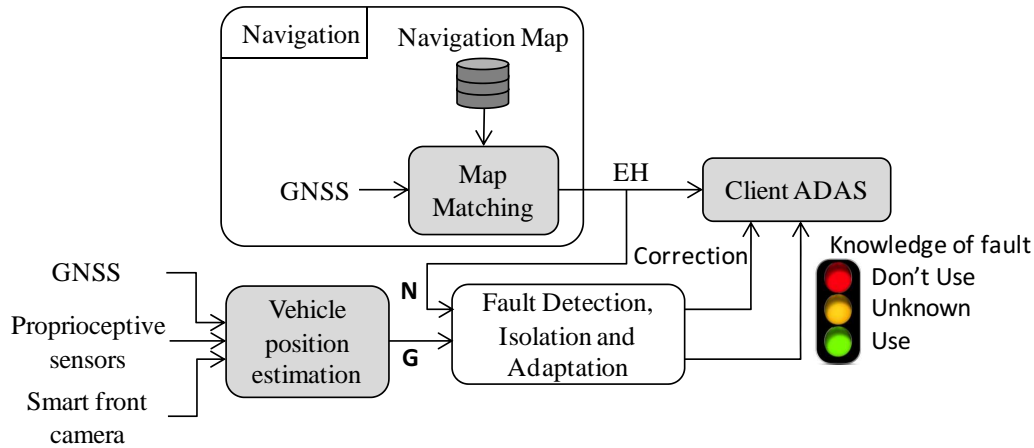 Navigation
Navigation Map
GNSS
Map
Matching
EH
Client ADAS
Correction
Knowledge of fault
Don’t Use
Unknown
Use
GNSS
Proprioceptive
sensors
Smart front
camera
Vehicle
position
estimation
N
G
Fault Detection,
Isolation and
Adaptation